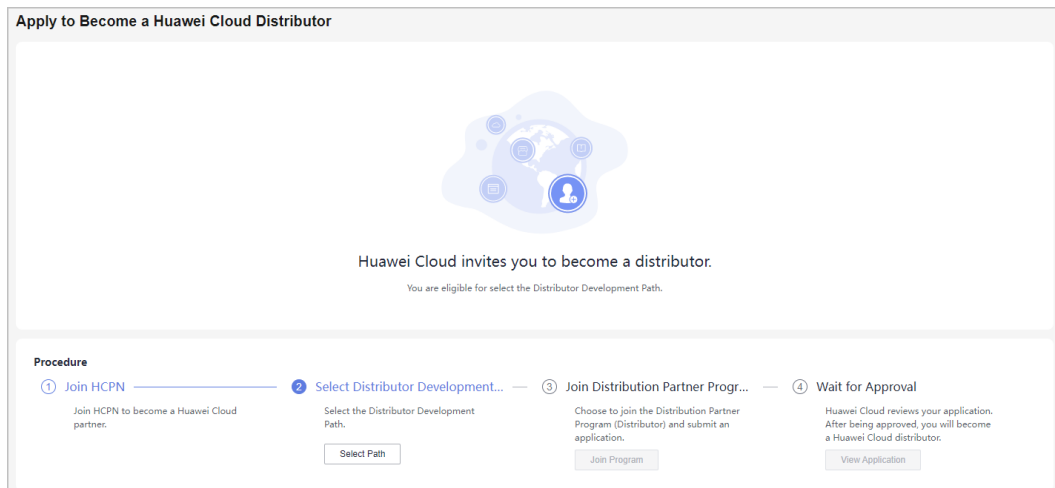 Apply to Become a Huawei Cloud Distributor
Huawei Cloud invites you to become a distributor.
You are eligible for select the Distributor Development Path.
Procedure
1 Join HCPN
Join HCPN to become a Huawei Cloud
partner.
2 Select Distributor Development...
Select the Distributor Development
Path.
Select Path
3 Join Distribution Partner Progr...
Choose to join the Distribution Partner
Program (Distributor) and submit an
application.
Join Program
4 Wait for Approval
Huawei Cloud reviews your application.
After being approved, you will become
a Huawei Cloud distributor.
View Application